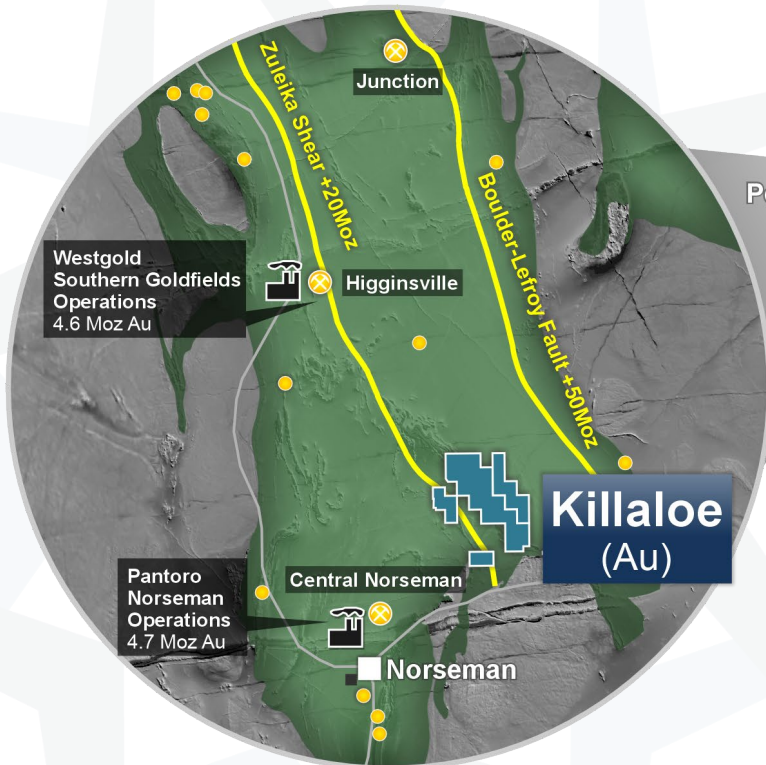 Junction
Zuleika Shear +20Moz
Boulder-Lefroy Fault +50Moz
Westgold
Southern Goldfields
Operations
4.6 Moz Au
Higginsville
Killaloe
(Au)
Central Norseman
Pantoro
Norseman
Operations
4.7 Moz Au
Norseman